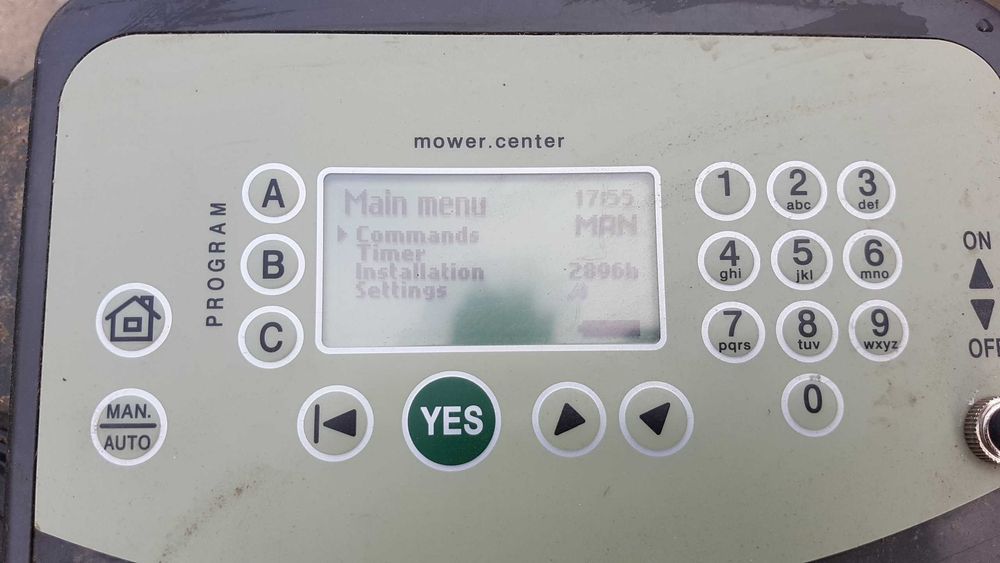 mower.center
PROGRAM
A
B
C
Main menu
17:55
MAN
Commands
Timer
Installation
2896h
Settings
1
2
abc
3
def
4
ghi
5
jkl
6
mno
7
pqrs
8
tuv
9
wxyz
0
ON
OFF
MAN.
AUTO
YES